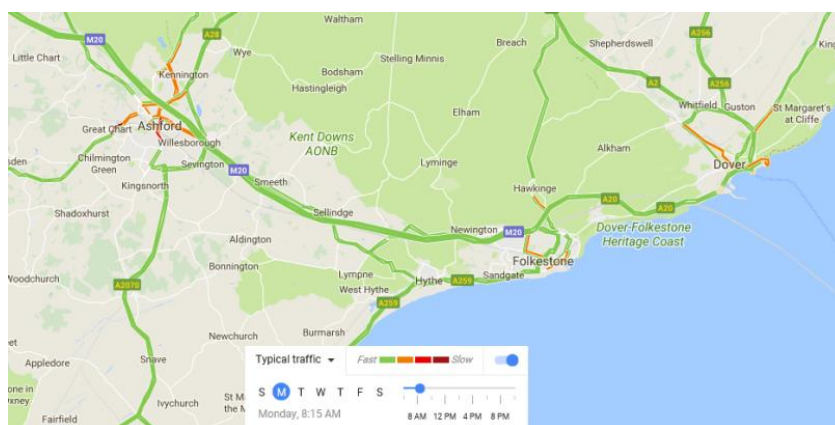 Waltham
Breach
Shepherdswell
A256
M20
A28
Wye
Stelling Minnis
Little Chart
Kennington
Bodsham
A2
A256
Hastingleigh
Whitfield
Guston
St Margaret's
at Cliffe
Elham
Great Chart
Ashford
Willesborough
Kent Downs
AONB
Alkham
Chilmington
Green
Sevington
M20
Lyminge
Dover
Kingsnorth
Smeeth
Hawkinge
A20
A20
Shadoxhurst
Sellindge
Newington
M20
Dover-Folkestone
Heritage Coast
Aldington
Folkestone
Woodchurch
Bonnington
Lympne
Hythe
A259
Sandgate
A2070
West Hythe
A259
Newchurch
Burmarsh
Appledore
Snave
Ivychurch
Fairfield
Typical traffic
Fast
Slow
S M T W T F S
Monday, 8:15 AM
8 AM 12 PM 4 PM 8 PM